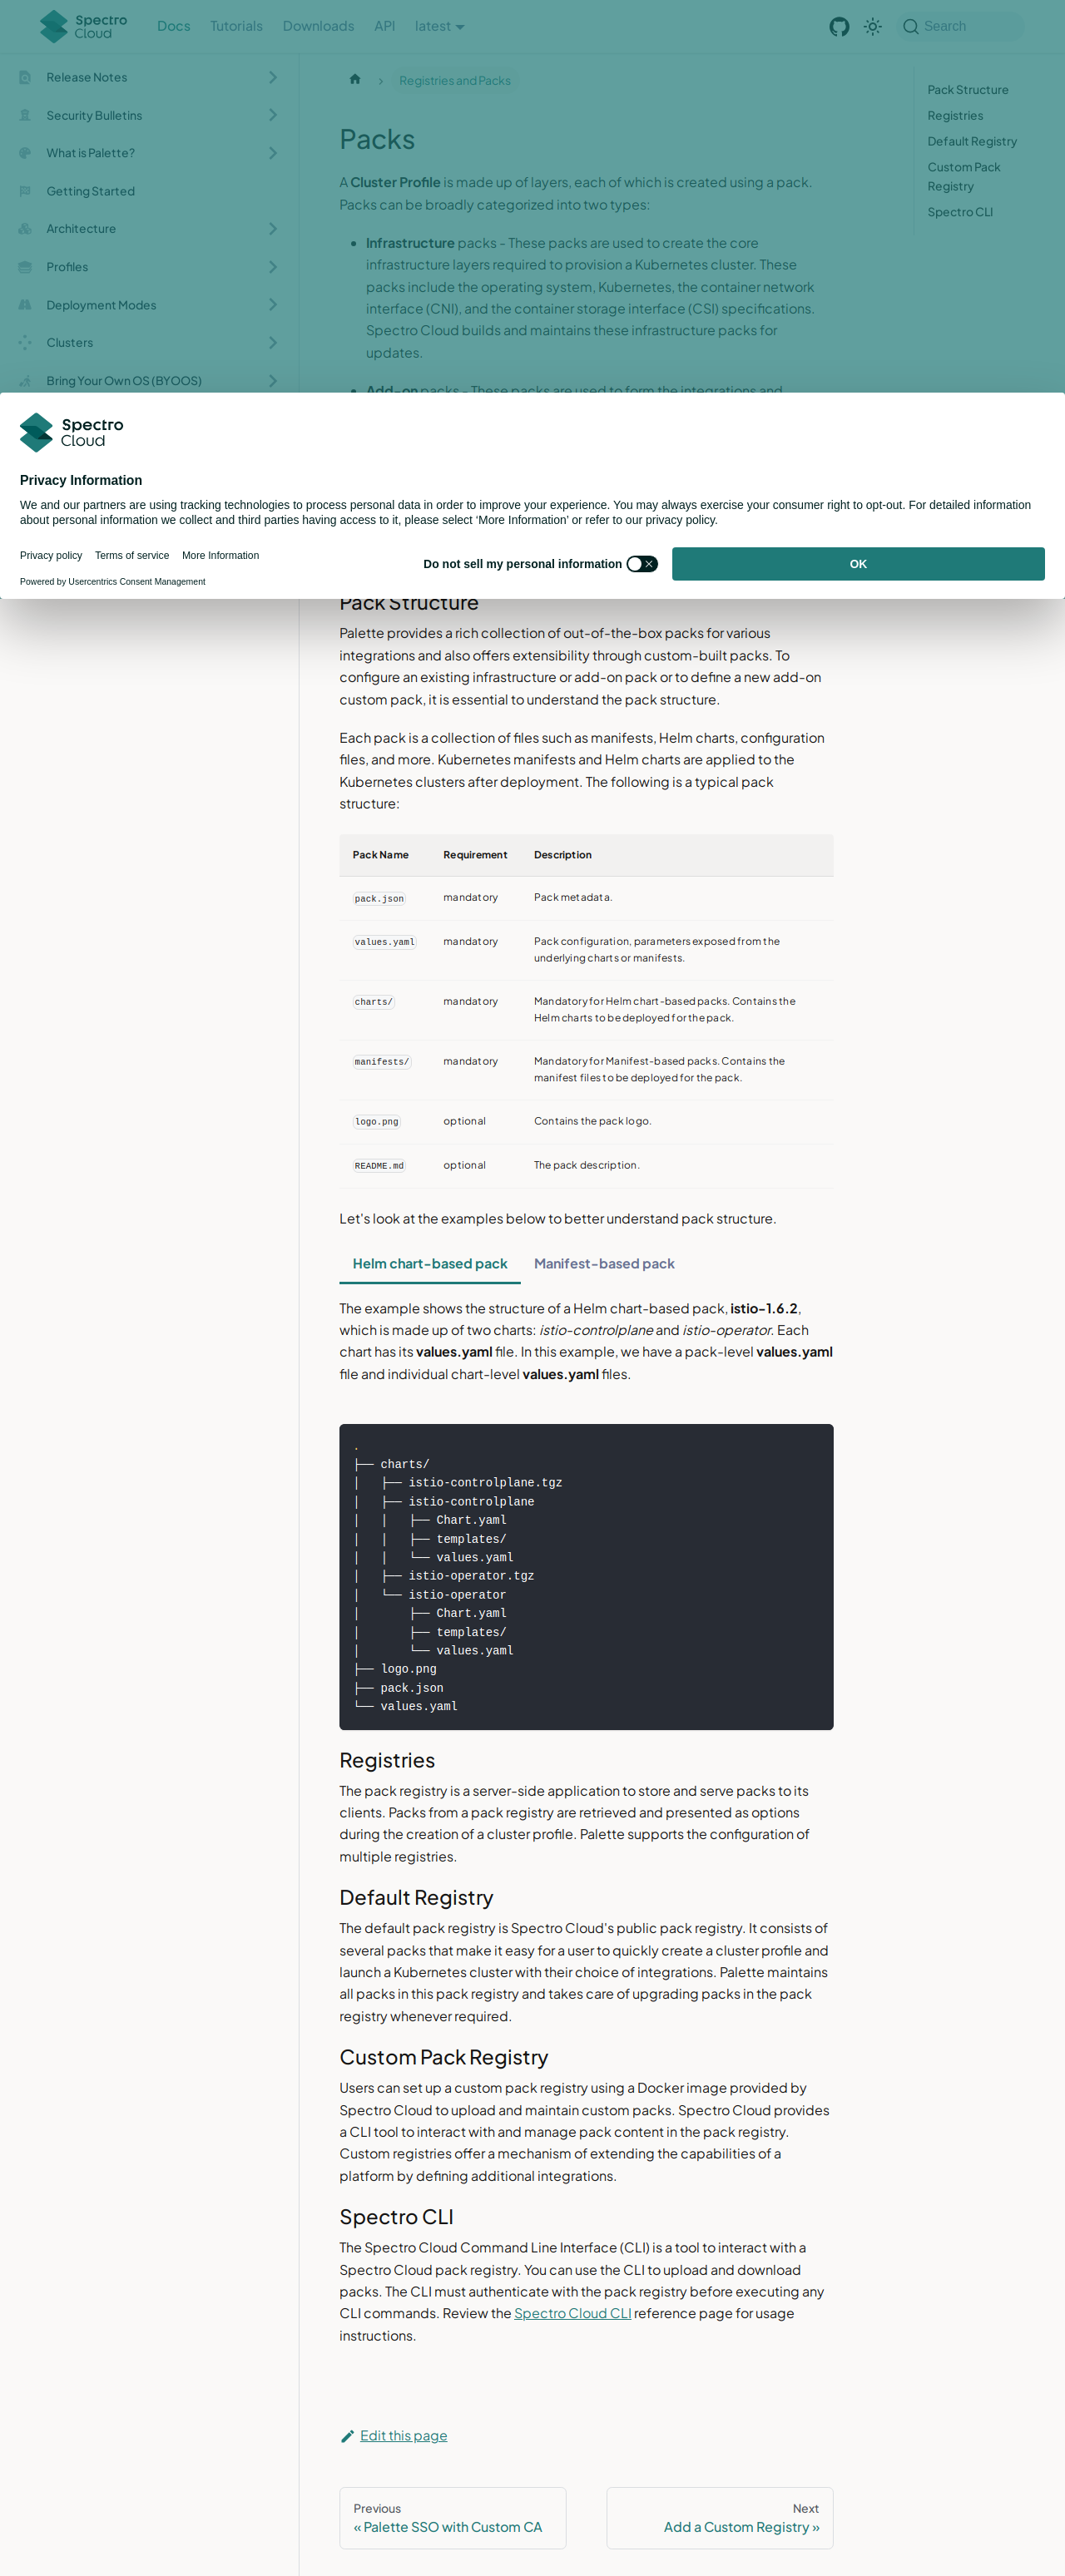 Spectro Cloud
Docs
Tutorials
Downloads
API
latest
Search
Release Notes
Security Bulletins
What is Palette?
Getting Started
Architecture
Profiles
Deployment Modes
Clusters
Bring Your Own OS (BYOOS)
Registries and Packs
Pack Structure
Registries
Default Registry
Custom Pack
Registry
Spectro CLI
Packs
A Cluster Profile is made up of layers, each of which is created using a pack.
Packs can be broadly categorized into two types:
Infrastructure packs - These packs are used to create the core
infrastructure layers required to provision a Kubernetes cluster. These
packs include the operating system, Kubernetes, the container network
interface (CNI), and the container storage interface (CSI) specifications.
Spectro Cloud builds and maintains these infrastructure packs for
updates.
Add-on packs - These packs are used to form the integrations and
Spectro
Cloud
Privacy Information
We and our partners are using tracking technologies to process personal data in order to improve your experience. You may always exercise your consumer right to opt-out. For detailed information
about personal information we collect and third parties having access to it, please select ‘More Information’ or refer to our privacy policy.
Privacy policy
Terms of service
More Information
Powered by Usercentrics Consent Management
Do not sell my personal information
OK
Pack Structure
Palette provides a rich collection of out-of-the-box packs for various
integrations and also offers extensibility through custom-built packs. To
configure an existing infrastructure or add-on pack or to define a new add-on
custom pack, it is essential to understand the pack structure.
Each pack is a collection of files such as manifests, Helm charts, configuration
files, and more. Kubernetes manifests and Helm charts are applied to the
Kubernetes clusters after deployment. The following is a typical pack
structure:
Pack Name Requirement Description
pack.json mandatory Pack metadata.
values.yaml mandatory Pack configuration, parameters exposed from the
underlying charts or manifests.
charts/ mandatory Mandatory for Helm chart-based packs. Contains the
Helm charts to be deployed for the pack.
manifests/ mandatory Mandatory for Manifest-based packs. Contains the
manifest files to be deployed for the pack.
logo.png optional Contains the pack logo.
README.md optional The pack description.
Let's look at the examples below to better understand pack structure.
Helm chart-based pack
Manifest-based pack
The example shows the structure of a Helm chart-based pack, istio-1.6.2,
which is made up of two charts: istio-controlplane and istio-operator. Each
chart has its values.yaml file. In this example, we have a pack-level values.yaml
file and individual chart-level values.yaml files.
.
├── charts/
│   ├── istio-controlplane.tgz
│   ├── istio-controlplane
│   │   ├── Chart.yaml
│   │   ├── templates/
│   │   └── values.yaml
│   ├── istio-operator.tgz
│   └── istio-operator
│       ├── Chart.yaml
│       ├── templates/
│       └── values.yaml
├── logo.png
├── pack.json
└── values.yaml
Registries
The pack registry is a server-side application to store and serve packs to its
clients. Packs from a pack registry are retrieved and presented as options
during the creation of a cluster profile. Palette supports the configuration of
multiple registries.
Default Registry
The default pack registry is Spectro Cloud's public pack registry. It consists of
several packs that make it easy for a user to quickly create a cluster profile and
launch a Kubernetes cluster with their choice of integrations. Palette maintains
all packs in this pack registry and takes care of upgrading packs in the pack
registry whenever required.
Custom Pack Registry
Users can set up a custom pack registry using a Docker image provided by
Spectro Cloud to upload and maintain custom packs. Spectro Cloud provides
a CLI tool to interact with and manage pack content in the pack registry.
Custom registries offer a mechanism of extending the capabilities of a
platform by defining additional integrations.
Spectro CLI
The Spectro Cloud Command Line Interface (CLI) is a tool to interact with a
Spectro Cloud pack registry. You can use the CLI to upload and download
packs. The CLI must authenticate with the pack registry before executing any
CLI commands. Review the Spectro Cloud CLI reference page for usage
instructions.
Edit this page
Previous
« Palette SSO with Custom CA
Next
Add a Custom Registry »